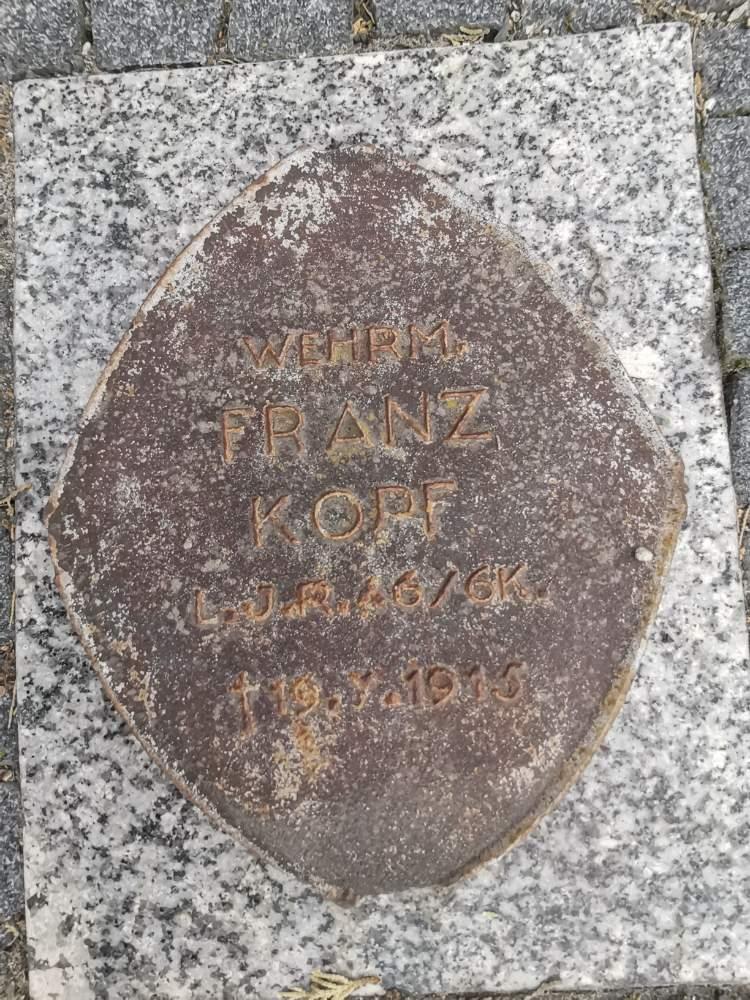 WEHRM.
FRANZ
KOPF
L.J.R. 46/6K.
† 19.V.1915